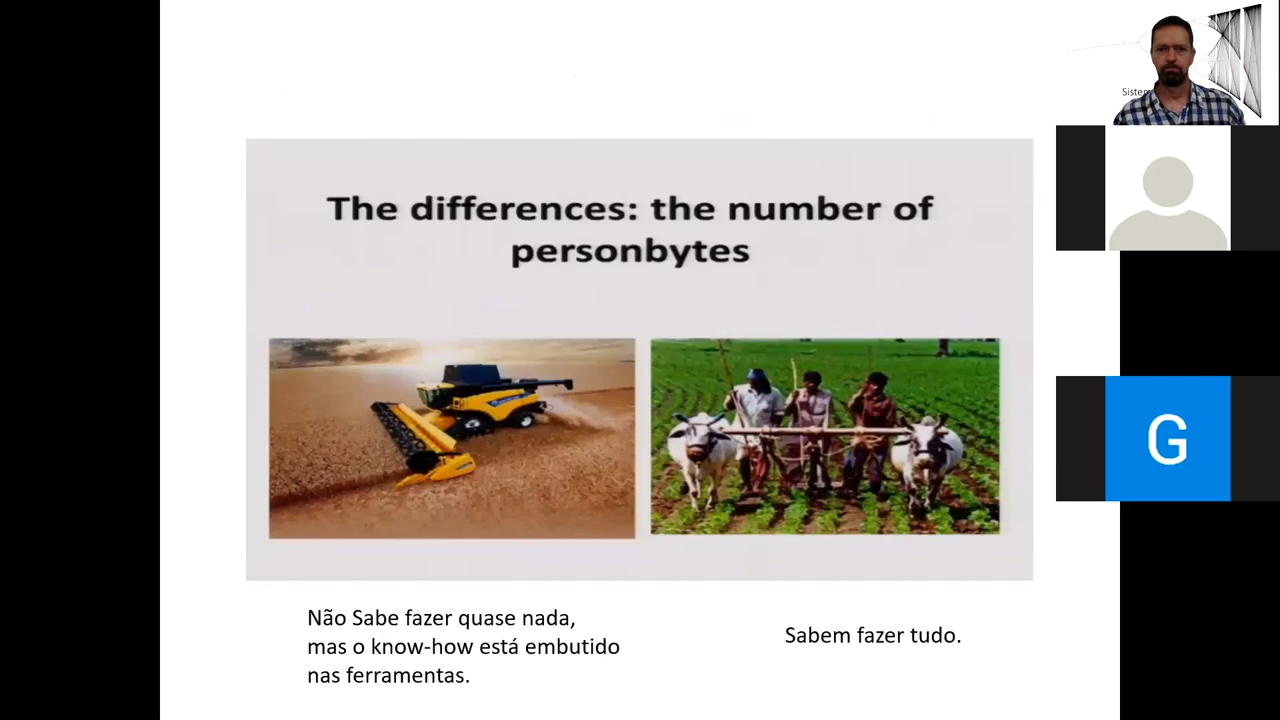 Sistem
The differences: the number of
personbytes
G
Não Sabe fazer quase nada,
mas o know-how está embutido
nas ferramentas.
Sabem fazer tudo.